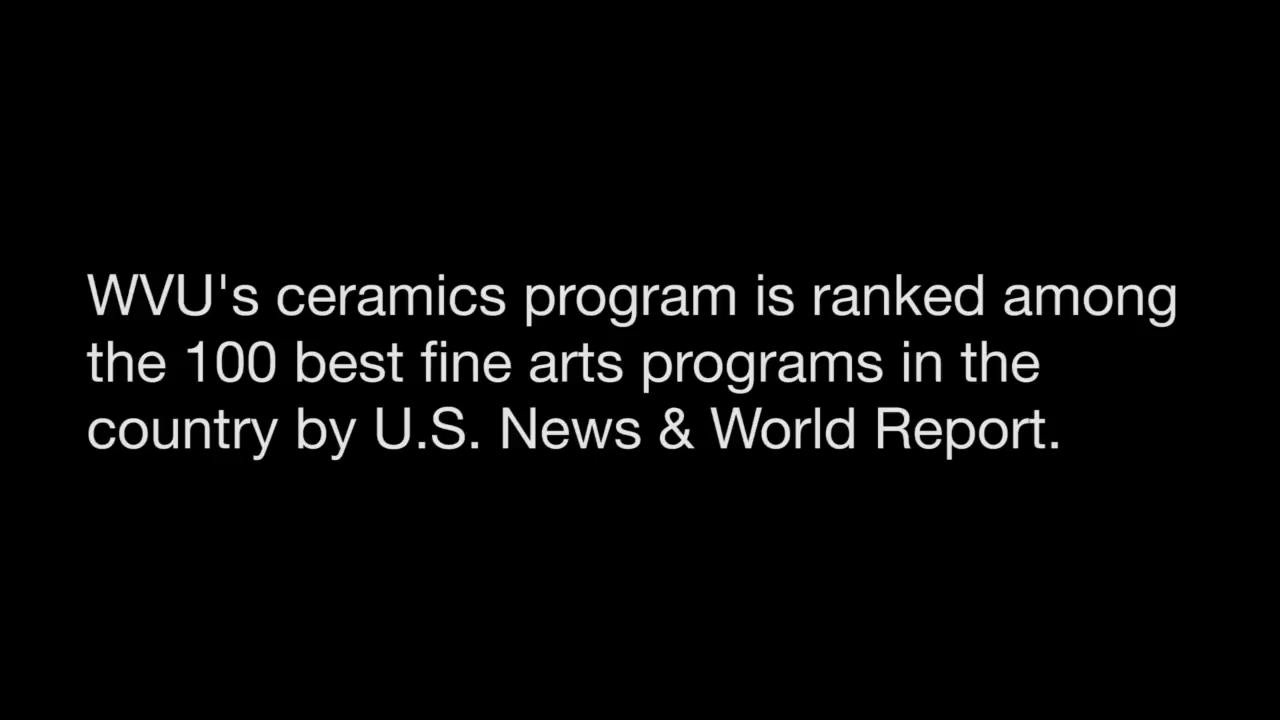 WVU's ceramics program is ranked among
the 100 best fine arts programs in the
country by U.S. News & World Report.